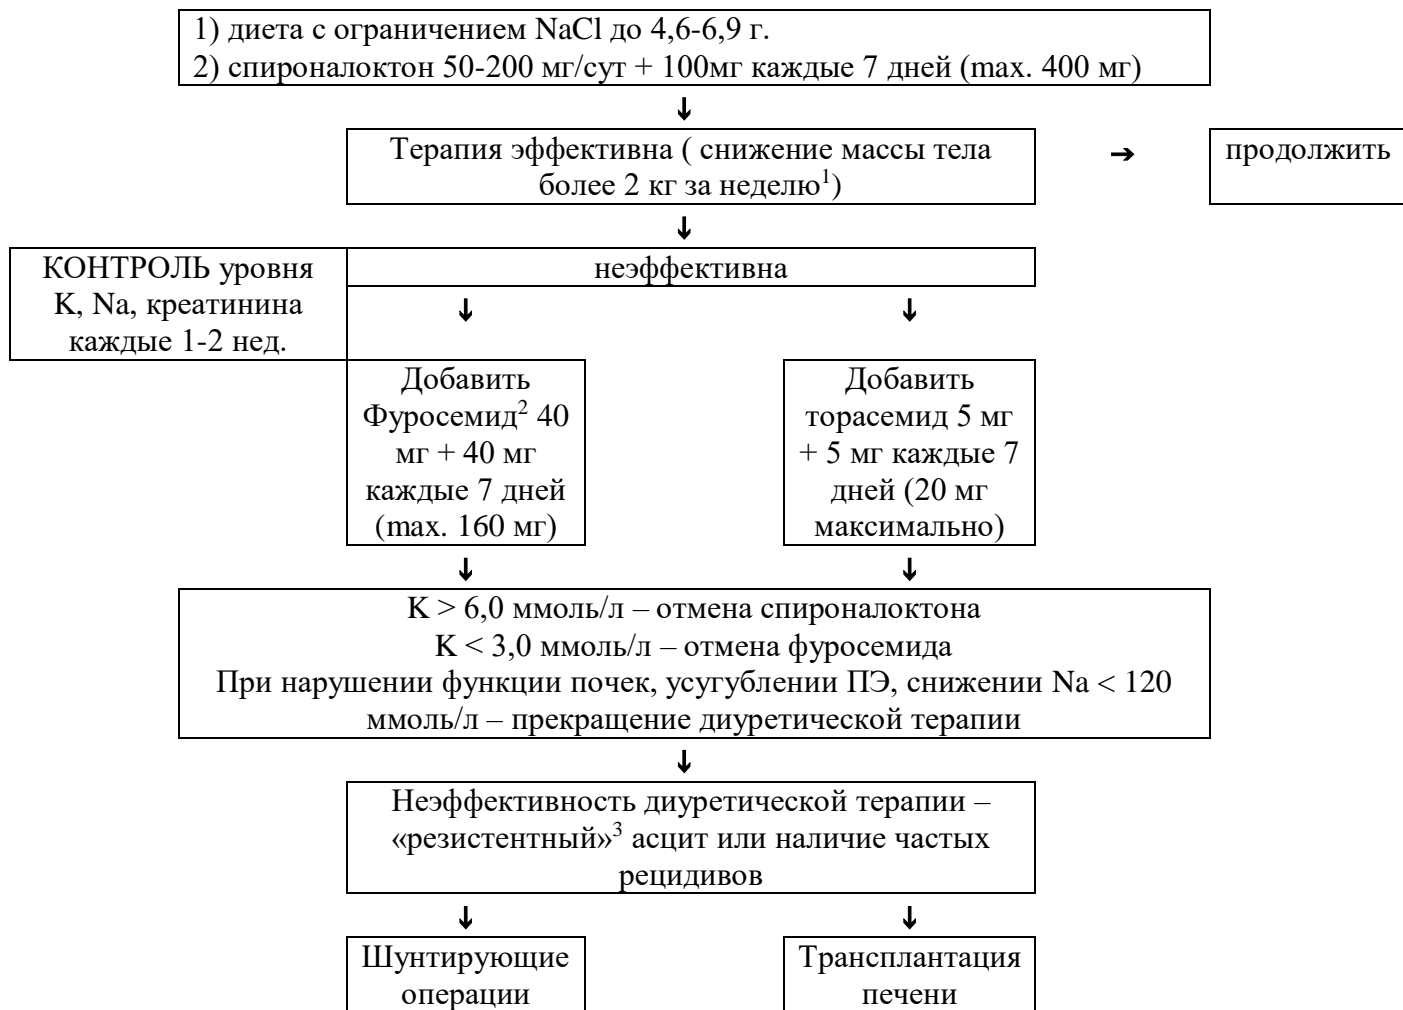 1) диета с ограничением NaCl до 4,6-6,9 г.
2) спироналоктон 50-200 мг/сут + 100мг каждые 7 дней (max. 400 мг)
Терапия эффективна ( снижение массы тела
более 2 кг за неделю¹)
продолжить
КОНТРОЛЬ уровня
K, Na, креатинина
каждые 1-2 нед.
неэффективна
Добавить
Фуросемид² 40
мг + 40 мг
каждые 7 дней
(max. 160 мг)
Добавить
торасемид 5 мг
+ 5 мг каждые 7
дней (20 мг
максимально)
K > 6,0 ммоль/л – отмена спироналоктона
K < 3,0 ммоль/л – отмена фуросемида
При нарушении функции почек, усугублении ПЭ, снижении Na < 120
ммоль/л – прекращение диуретической терапии
Неэффективность диуретической терапии –
«резистентный»³ асцит или наличие частых
рецидивов
Шунтирующие
операции
Трансплантация
печени